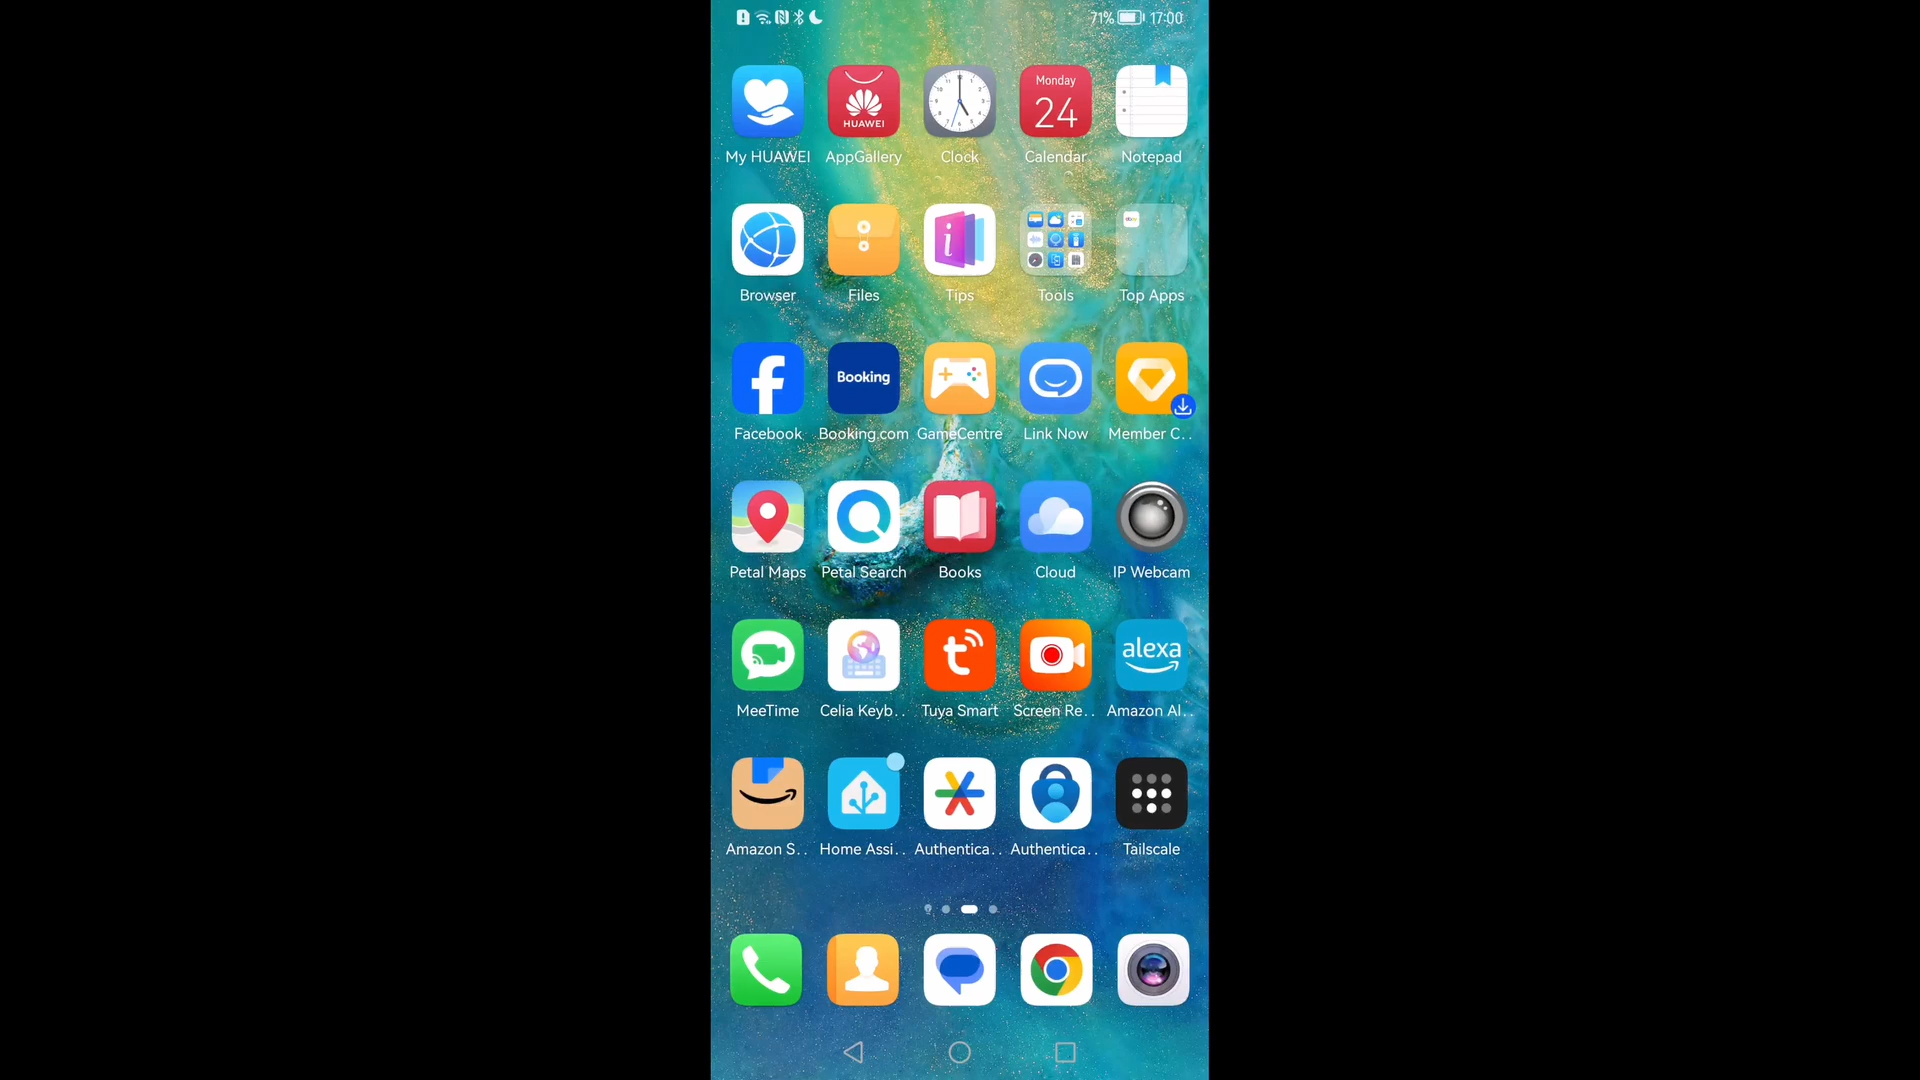 71% 17:00
Monday
24
HUAWEI
My HUAWEI AppGallery Clock Calendar Notepad
ebay
Browser Files Tips Tools Top Apps
Booking
Facebook Booking.com GameCentre Link Now Member C..
Petal Maps Petal Search Books Cloud IP Webcam
alexa
MeeTime Celia Keyb.. Tuya Smart Screen Re.. Amazon Al..
Amazon S.. Home Assi.. Authentica.. Authentica.. Tailscale